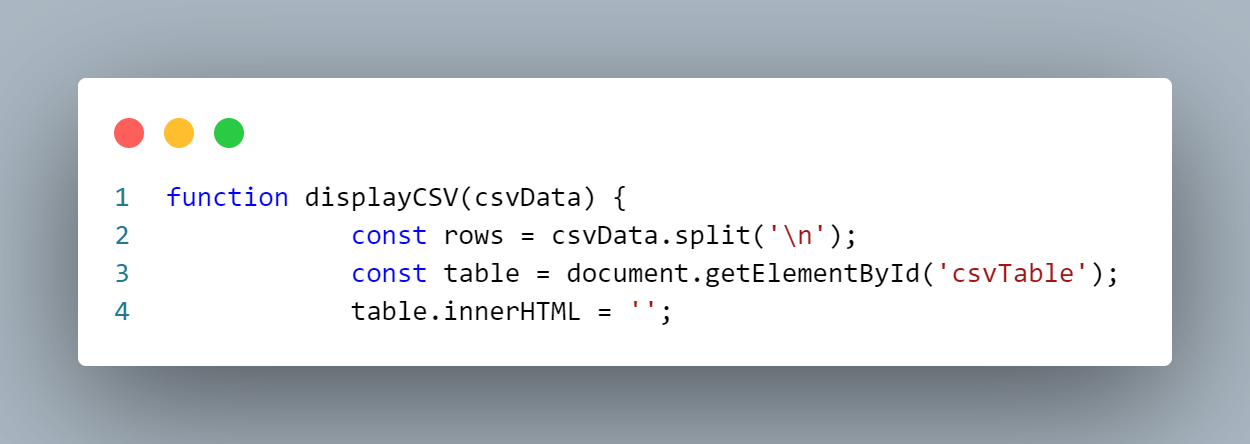 1 function displayCSV(csvData) {
2             const rows = csvData.split('\n');
3             const table = document.getElementById('csvTable');
4             table.innerHTML = '';